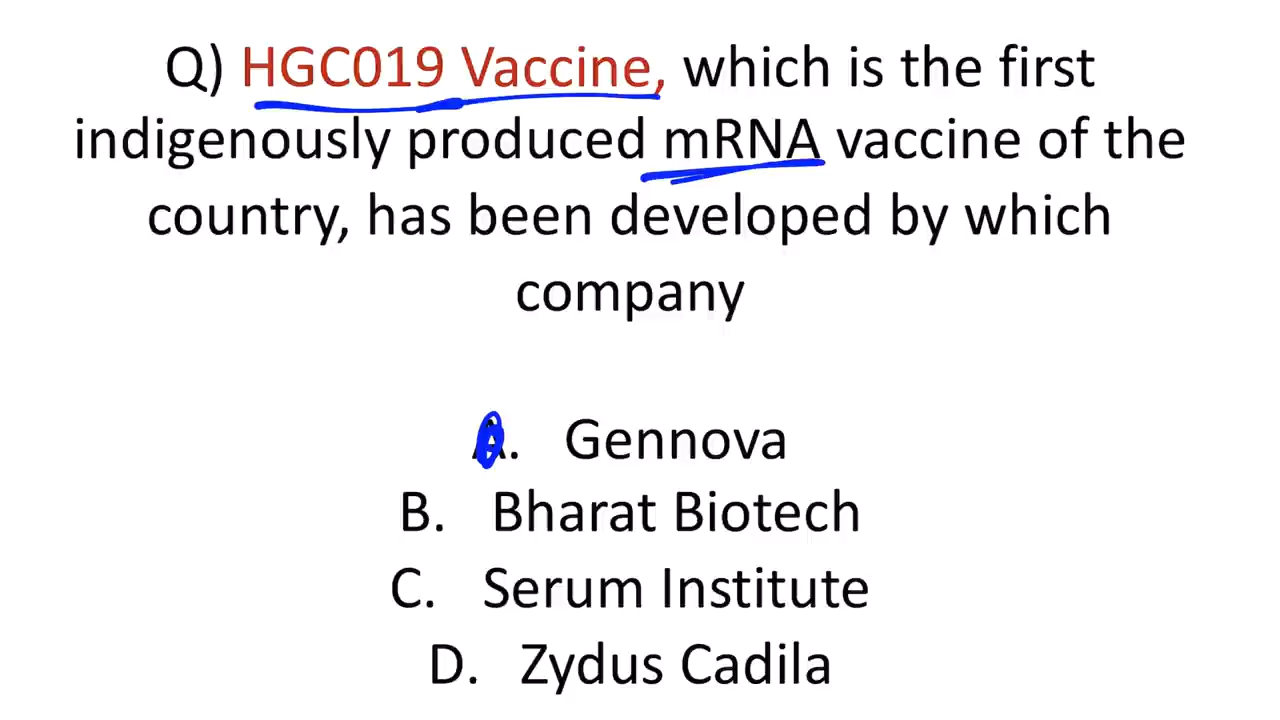 Q) HGC019 Vaccine, which is the first
indigenously produced mRNA vaccine of the
country, has been developed by which
company
A. Gennova
B. Bharat Biotech
C. Serum Institute
D. Zydus Cadila